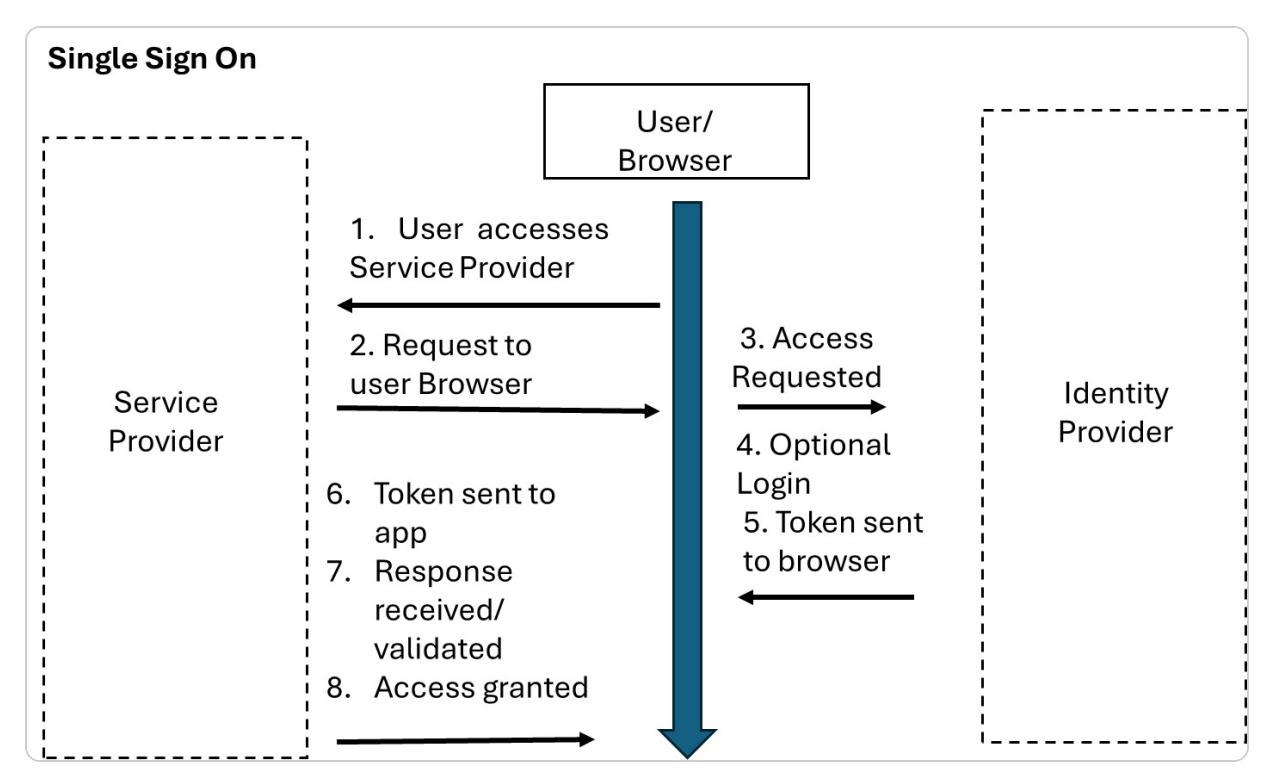 Single Sign On
User/
Browser
1. User accesses
Service Provider
2. Request to
user Browser
3. Access
Requested
Service
Provider
Identity
Provider
4. Optional
Login
5. Token sent
to browser
6. Token sent to
app
7. Response
received/
validated
8. Access granted